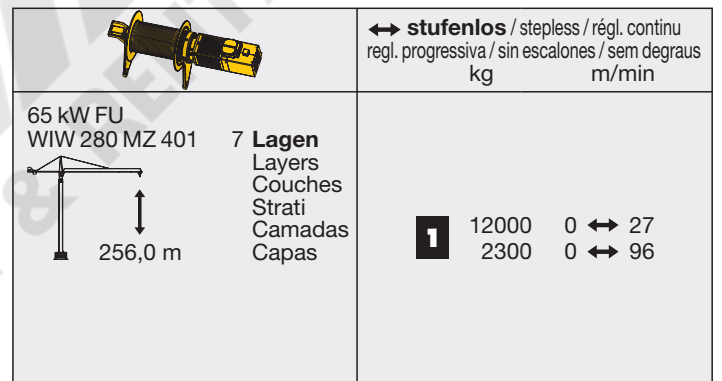 ↔ stufenlos / stepless / régl. continu
regl. progressiva / sin escalones / sem degraus
kg m/min
65 kW FU
WIW 280 MZ 401 7 Lagen
Layers
Couches
Strati
Camadas
256,0 m Capas
1 12000 0 ↔ 27
2300 0 ↔ 96